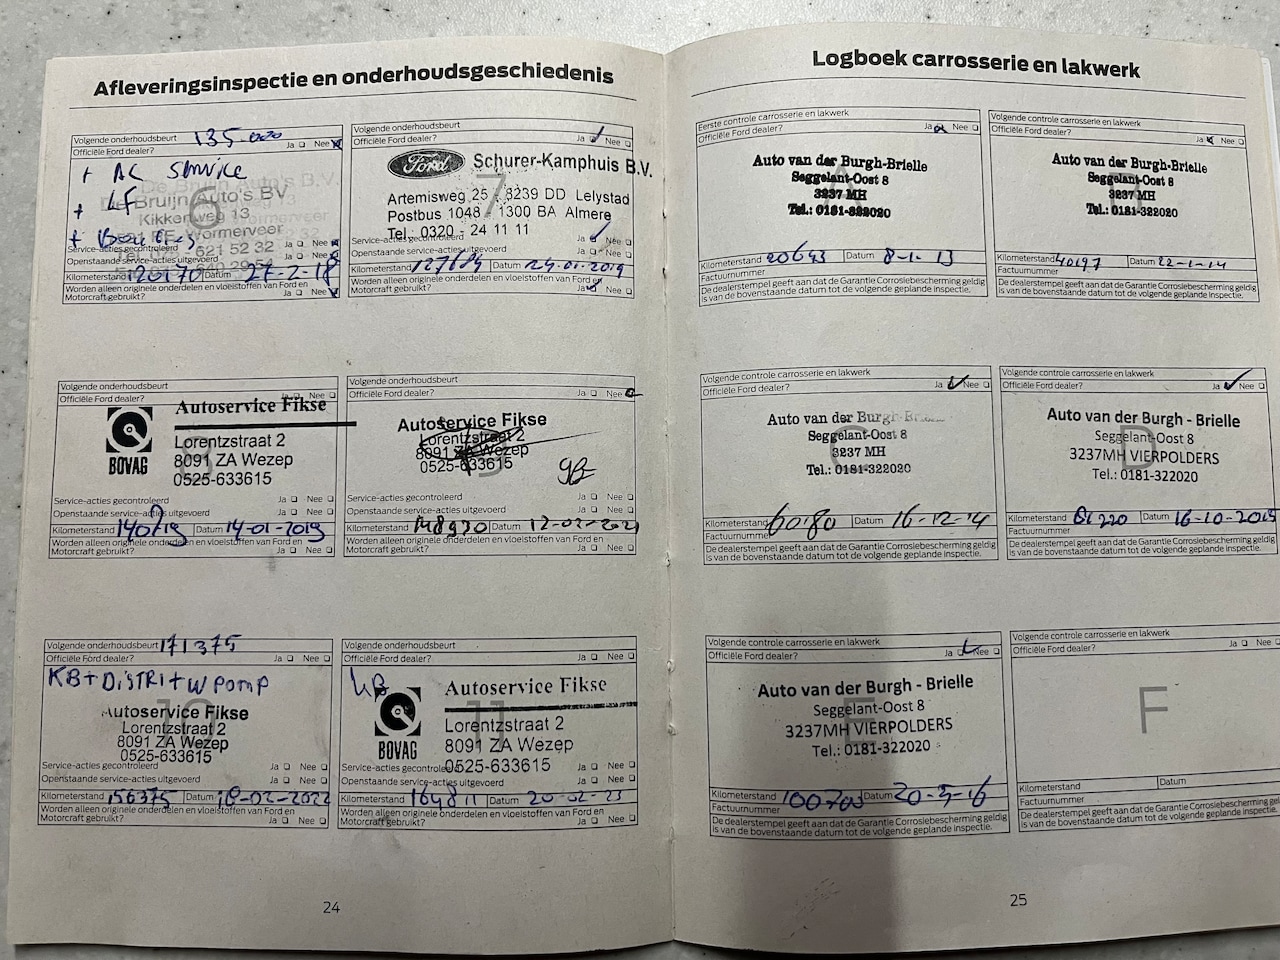 Afleveringsinspectie en onderhoudsgeschiedenis
Volgende onderhoudsbeurt 135.000
Officiële Ford dealer? Ja Nee
+ AC Service
+ LF
De Bruijn Auto's B.V.
De Bruijn Auto's BV
6
Kikkerweg 13
Wormerveer
Service-acties gecontroleerd Ja Nee
621 52 32
Openstaande service-acties uitgevoerd Ja Nee
Kilometerstand 120170 Datum 27-2-18
Worden alleen originele onderdelen en vloeistoffen van Ford en
Motorcraft gebruikt? Ja Nee
Volgende onderhoudsbeurt
Officiële Ford dealer? Ja Nee
Ford Schurer-Kamphuis B.V.
7
Artemisweg 25 8239 DD Lelystad
Postbus 1048 1300 BA Almere
Tel. 0320 - 24 11 11
Service-acties gecontroleerd Ja
Openstaande service-acties uitgevoerd Ja Nee
Kilometerstand Datum 24-01-2019
Worden alleen originele onderdelen en vloeistoffen van Ford en
Motorcraft gebruikt? Ja Nee
Volgende onderhoudsbeurt
Officiële Ford dealer? Ja Nee
Autoservice Fikse
8
Lorentzstraat 2
8091 ZA Wezep
0525-633615
BOVAG
Service-acties gecontroleerd Ja Nee
Openstaande service-acties uitgevoerd Ja Nee
Kilometerstand 140719 Datum 14-01-2019
Worden alleen originele onderdelen en vloeistoffen van Ford en
Motorcraft gebruikt? Ja Nee
Volgende onderhoudsbeurt
Officiële Ford dealer? Ja Nee
Autoservice Fikse
9
Lorentzstraat 2
8091 ZA Wezep
0525-633615
Service-acties gecontroleerd Ja Nee
Openstaande service-acties uitgevoerd Ja Nee
Kilometerstand 148930 Datum 12-02-2021
Worden alleen originele onderdelen en vloeistoffen van Ford en
Motorcraft gebruikt? Ja Nee
Volgende onderhoudsbeurt 171375
Officiële Ford dealer? Ja Nee
KB + Distri + W pomp
Autoservice Fikse
10
Lorentzstraat 2
8091 ZA Wezep
0525-633615
Service-acties gecontroleerd Ja Nee
Openstaande service-acties uitgevoerd Ja Nee
Kilometerstand 156375 Datum 18-02-2022
Worden alleen originele onderdelen en vloeistoffen van Ford en
Motorcraft gebruikt? Ja Nee
Volgende onderhoudsbeurt
Officiële Ford dealer? Ja Nee
Autoservice Fikse
11
Lorentzstraat 2
8091 ZA Wezep
BOVAG
0525-633615
Service-acties gecontroleerd Ja Nee
Openstaande service-acties uitgevoerd Ja Nee
Kilometerstand 164811 Datum 20-02-23
Worden alleen originele onderdelen en vloeistoffen van Ford en
Motorcraft gebruikt? Ja Nee
24
Logboek carrosserie en lakwerk
Eerste controle carrosserie en lakwerk
Officiële Ford dealer? Ja Nee
Auto van der Burgh-Brielle
Seggelant-Oost 8
3237 MH
Tel.: 0181-322020
Kilometerstand 20643 Datum 8-1-13
Factuurnummer
De dealerstempel geeft aan dat de Garantie Corrosiebescherming geldig
is van bovenstaande datum tot de volgende geplande inspectie.
Volgende controle carrosserie en lakwerk
Officiële Ford dealer? Ja Nee
Auto van der Burgh-Brielle
Seggelant-Oost 8
3237 MH
Tel.: 0181-322020
Kilometerstand 40197 Datum 22-1-14
Factuurnummer
De dealerstempel geeft aan dat de Garantie Corrosiebescherming geldig
is van bovenstaande datum tot de volgende geplande inspectie.
Volgende controle carrosserie en lakwerk
Officiële Ford dealer? Ja Nee
Auto van der Burgh-Brielle
C
Seggelant-Oost 8
3237 MH
Tel.: 0181-322020
Kilometerstand 60180 Datum 16-12-14
Factuurnummer
De dealerstempel geeft aan dat de Garantie Corrosiebescherming geldig
is van bovenstaande datum tot de volgende geplande inspectie.
Volgende controle carrosserie en lakwerk
Officiële Ford dealer? Ja Nee
Auto van der Burgh - Brielle
D
Seggelant-Oost 8
3237MH VIERPOLDERS
Tel.: 0181-322020
Kilometerstand 81220 Datum 16-10-2015
Factuurnummer
De dealerstempel geeft aan dat de Garantie Corrosiebescherming geldig
is van bovenstaande datum tot de volgende geplande inspectie.
Volgende controle carrosserie en lakwerk
Officiële Ford dealer? Ja Nee
Auto van der Burgh - Brielle
E
Seggelant-Oost 8
3237MH VIERPOLDERS
Tel.: 0181-322020
Kilometerstand 100700 Datum
Factuurnummer
De dealerstempel geeft aan dat de Garantie Corrosiebescherming geldig
is van bovenstaande datum tot de volgende geplande inspectie.
Volgende controle carrosserie en lakwerk
Officiële Ford dealer? Ja Nee
F
Kilometerstand Datum
Factuurnummer
De dealerstempel geeft aan dat de Garantie Corrosiebescherming geldig
is van bovenstaande datum tot de volgende geplande inspectie.
25